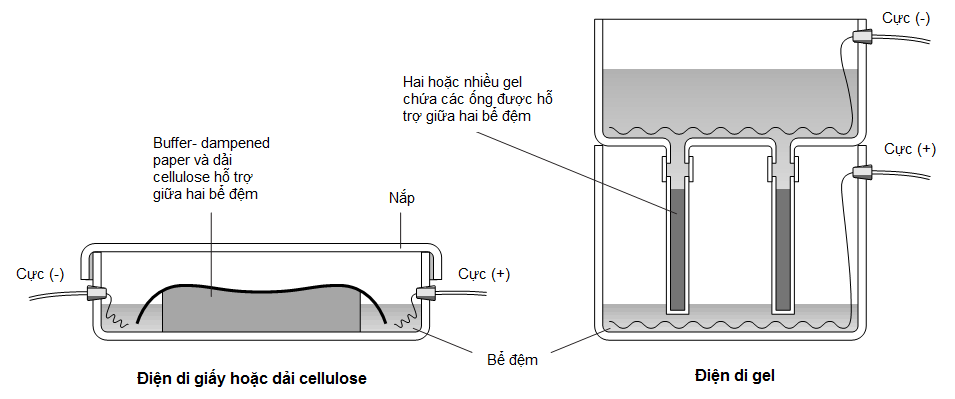 Buffer- dampened
paper và dài
cellulose hỗ trợ
giữa hai bể đệm
Nắp
Cực (-)
Cực (+)
Điện di giấy hoặc dải cellulose
Hai hoặc nhiều gel
chứa các ống được hỗ
trợ giữa hai bể đệm
Cực (-)
Cực (+)
Bể đệm
Điện di gel